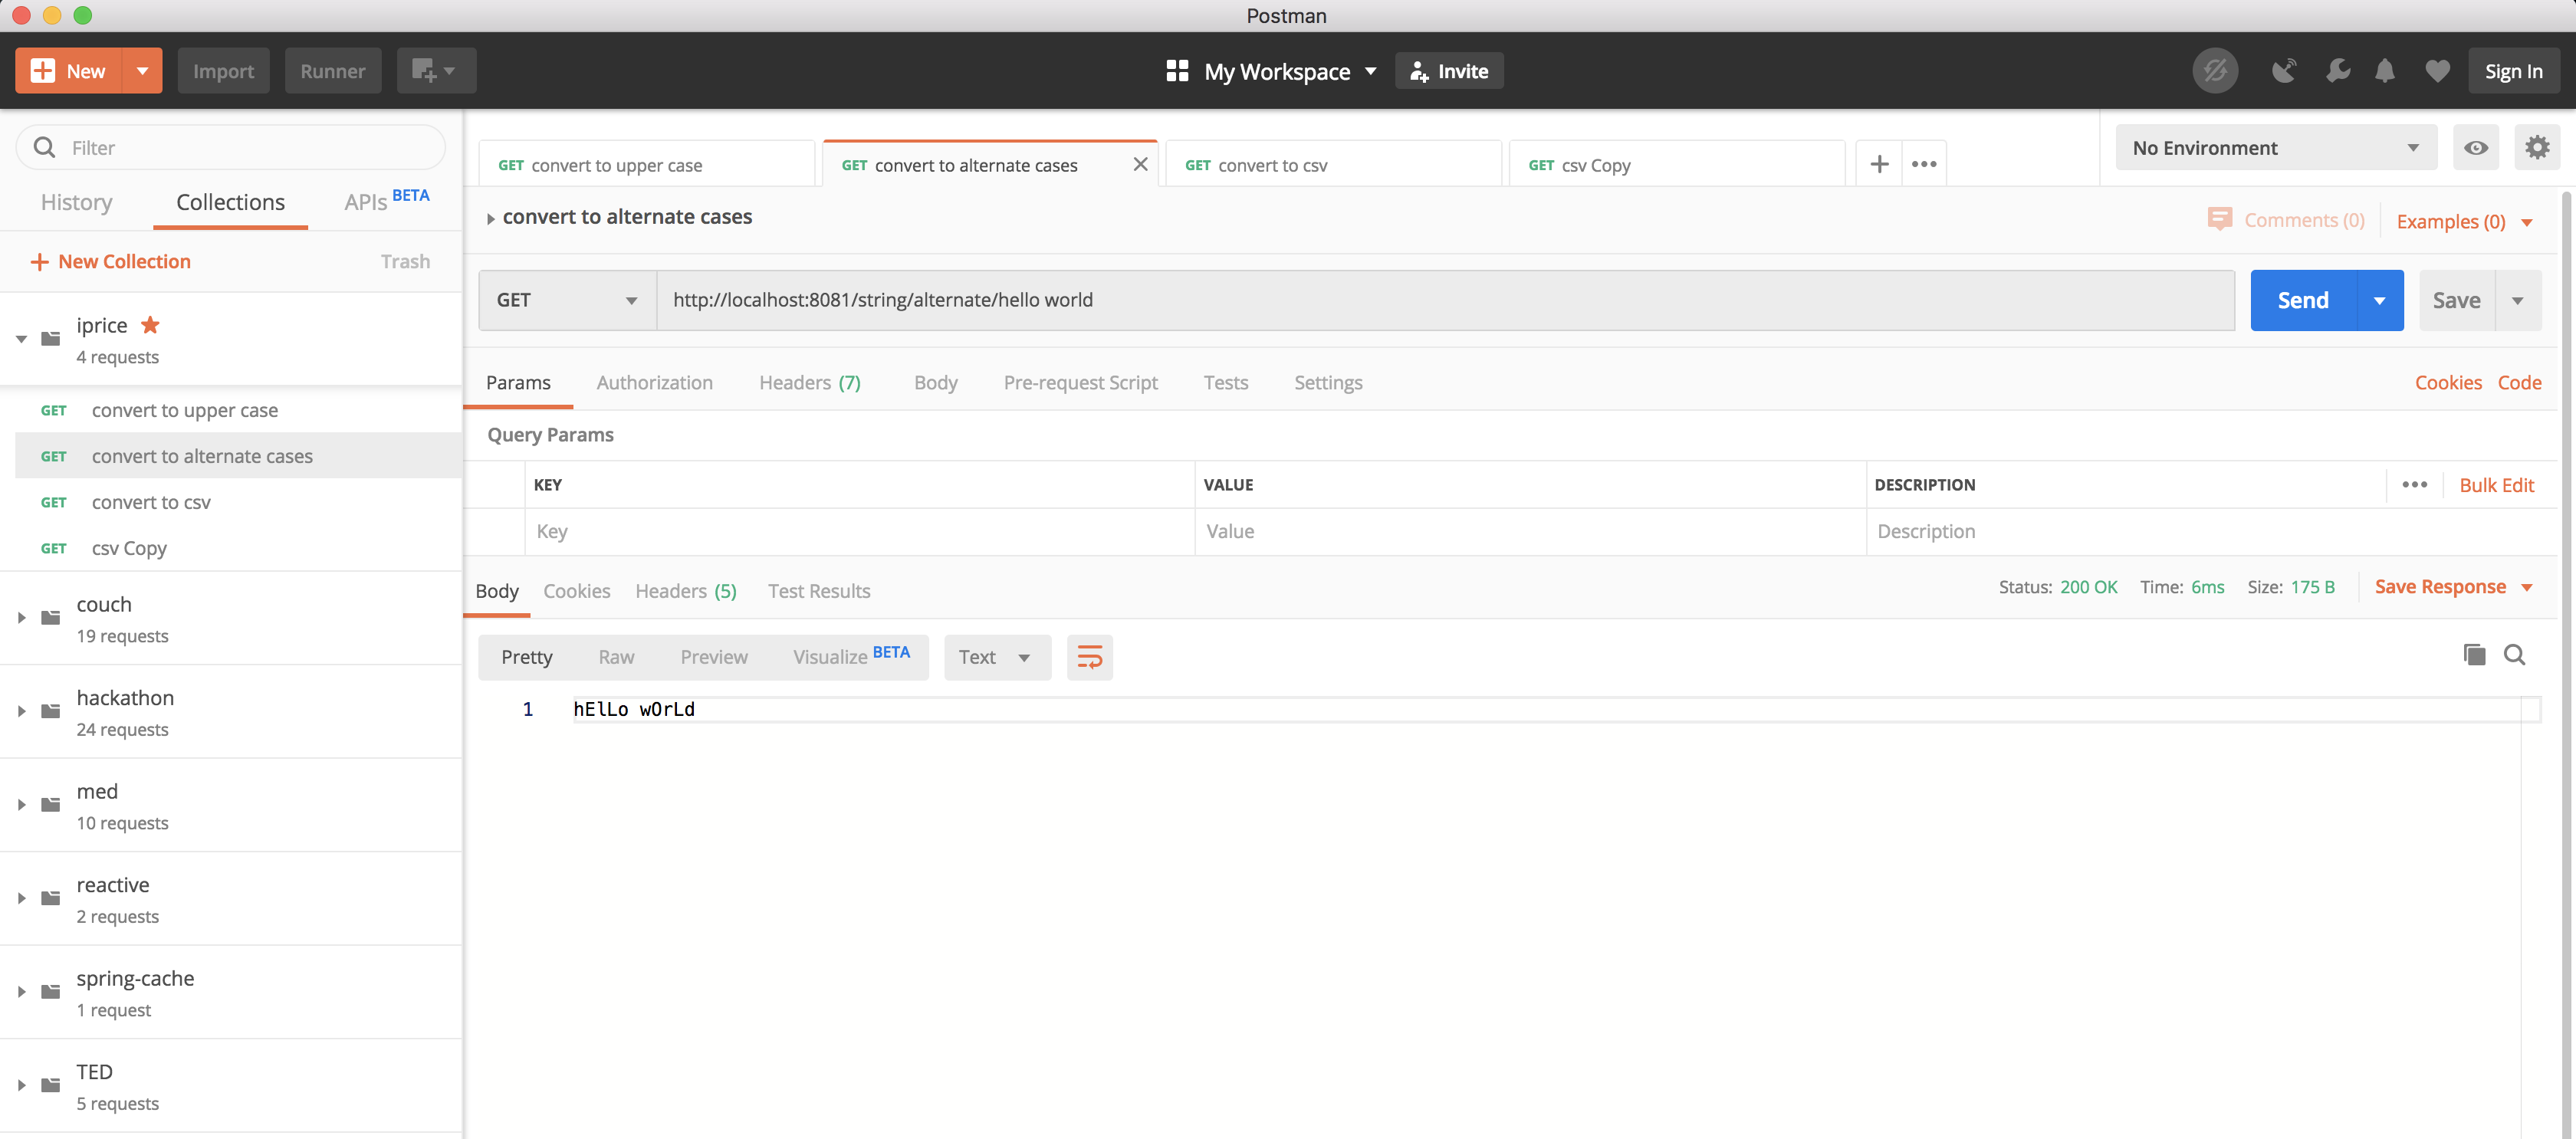 Postman
New Import Runner My Workspace Invite Sign In
Filter
History Collections APIs BETA
New Collection Trash
iprice
4 requests
GET convert to upper case
GET convert to alternate cases
GET convert to csv
GET csv Copy
couch
19 requests
hackathon
24 requests
med
10 requests
reactive
2 requests
spring-cache
1 request
TED
5 requests
GET convert to upper case GET convert to alternate cases GET convert to csv GET csv Copy No Environment
convert to alternate cases Comments (0) Examples (0)
GET http://localhost:8081/string/alternate/hello world Send Save
Params Authorization Headers (7) Body Pre-request Script Tests Settings Cookies Code
Query Params
KEY VALUE DESCRIPTION Bulk Edit
Key Value Description
Body Cookies Headers (5) Test Results Status: 200 OK Time: 6ms Size: 175 B Save Response
Pretty Raw Preview Visualize BETA Text
1 hElLo wOrLd